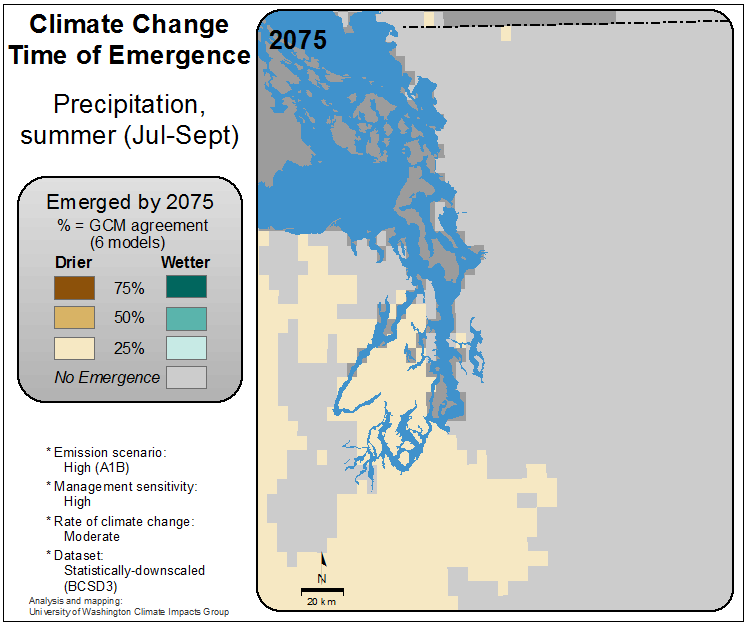 Climate Change
Time of Emergence
Precipitation,
summer (Jul-Sept)
Emerged by 2075
% = GCM agreement
(6 models)
Drier Wetter
75%
50%
25%
No Emergence
* Emission scenario:
High (A1B)
* Management sensitivity:
High
* Rate of climate change:
Moderate
* Dataset:
Statistically-downscaled
(BCSD3)
Analysis and mapping:
University of Washington Climate Impacts Group
2075
N
20 km